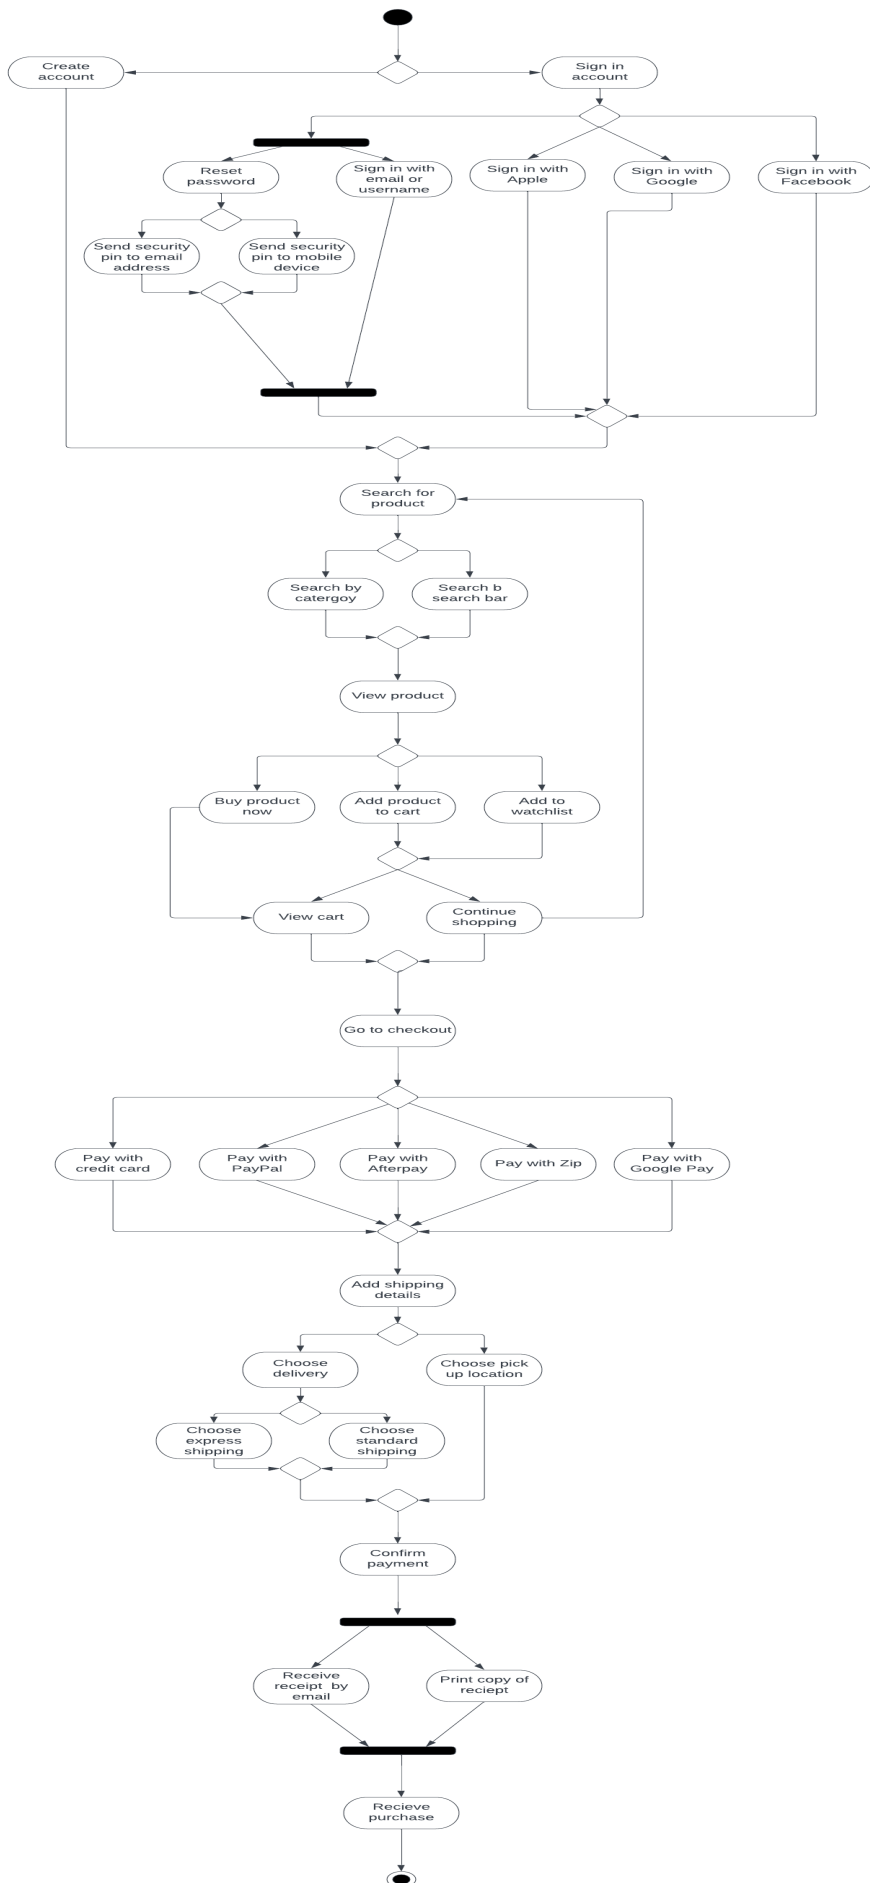 Create
account
Sign in
account
Reset
password
Sign in with
email or
username
Sign in with
Apple
Sign in with
Google
Sign in with
Facebook
Send security
pin to email
address
Send security
pin to mobile
device
Search for
product
Search by
catergoy
Search b
search bar
View product
Buy product
now
Add product
to cart
Add to
watchlist
View cart
Continue
shopping
Go to checkout
Pay with
credit card
Pay with
PayPal
Pay with
Afterpay
Pay with Zip
Pay with
Google Pay
Add shipping
details
Choose
delivery
Choose pick
up location
Choose
express
shipping
Choose
standard
shipping
Confirm
payment
Receive
receipt by
email
Print copy of
reciept
Recieve
purchase